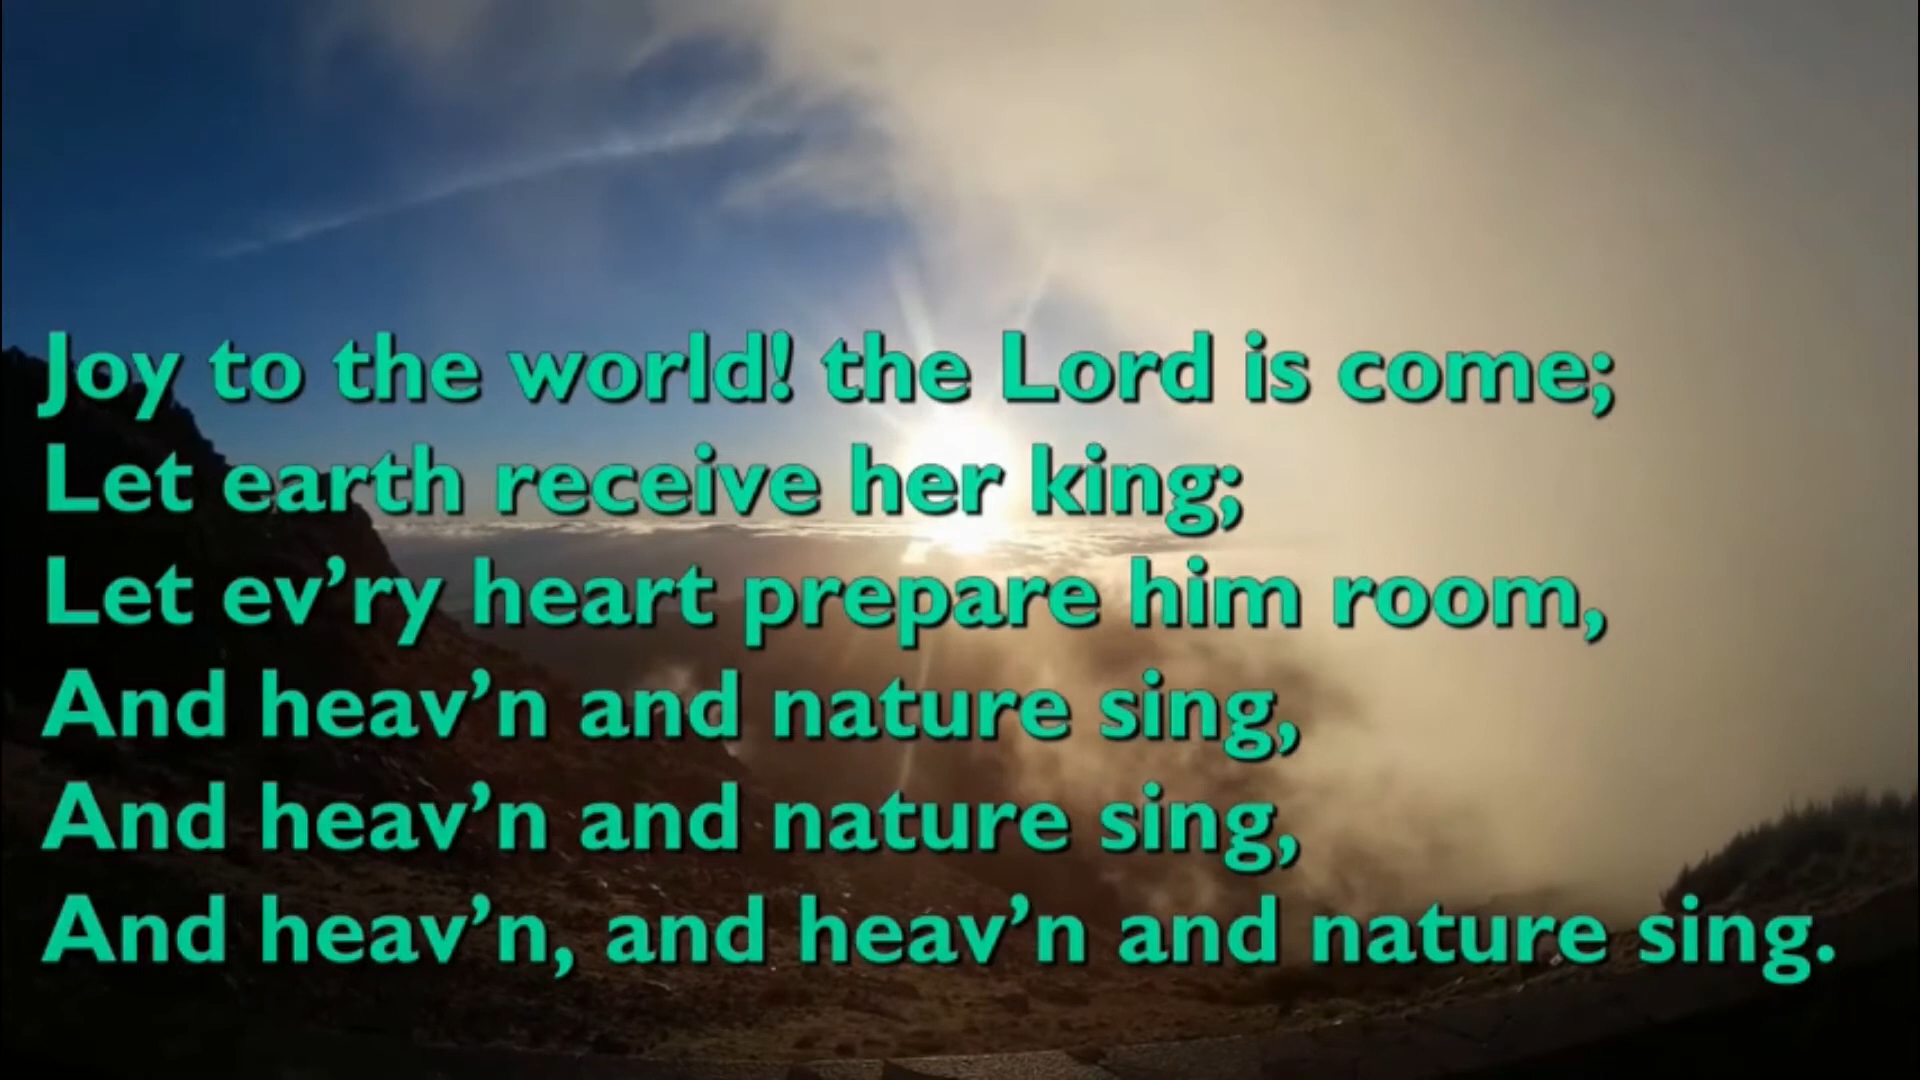 Joy to the world! the Lord is come;
Let earth receive her king;
Let ev’ry heart prepare him room,
And heav’n and nature sing,
And heav’n and nature sing,
And heav’n, and heav’n and nature sing.